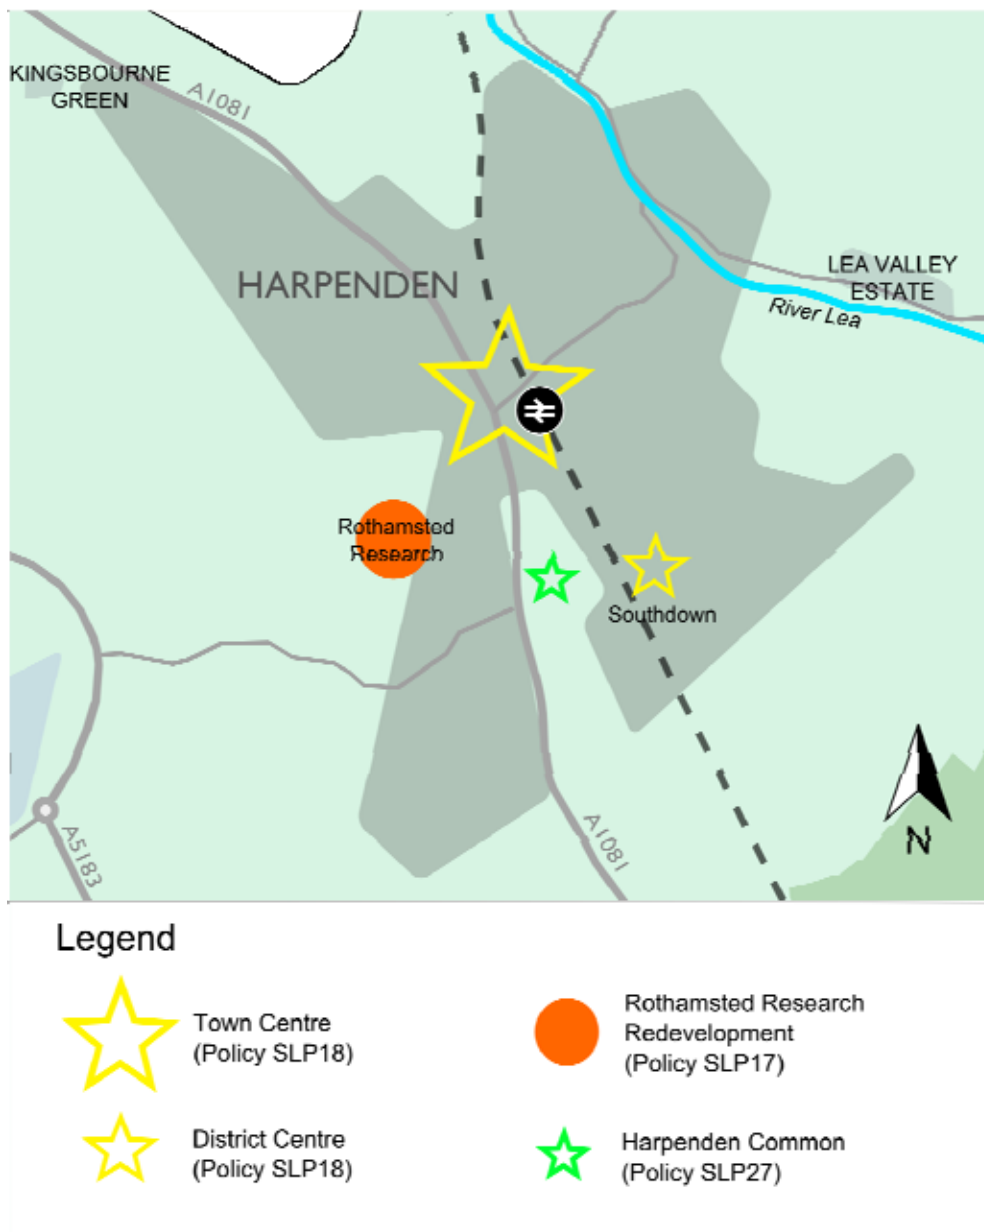 KINGSBOURNE
GREEN
A1081
HARPENDEN
LEA VALLEY
ESTATE
River Lea
Rothamsted
Research
Southdown
A5183
A1081
N
Legend
Town Centre
(Policy SLP18)
Rothamsted Research
Redevelopment
(Policy SLP17)
District Centre
(Policy SLP18)
Harpenden Common
(Policy SLP27)